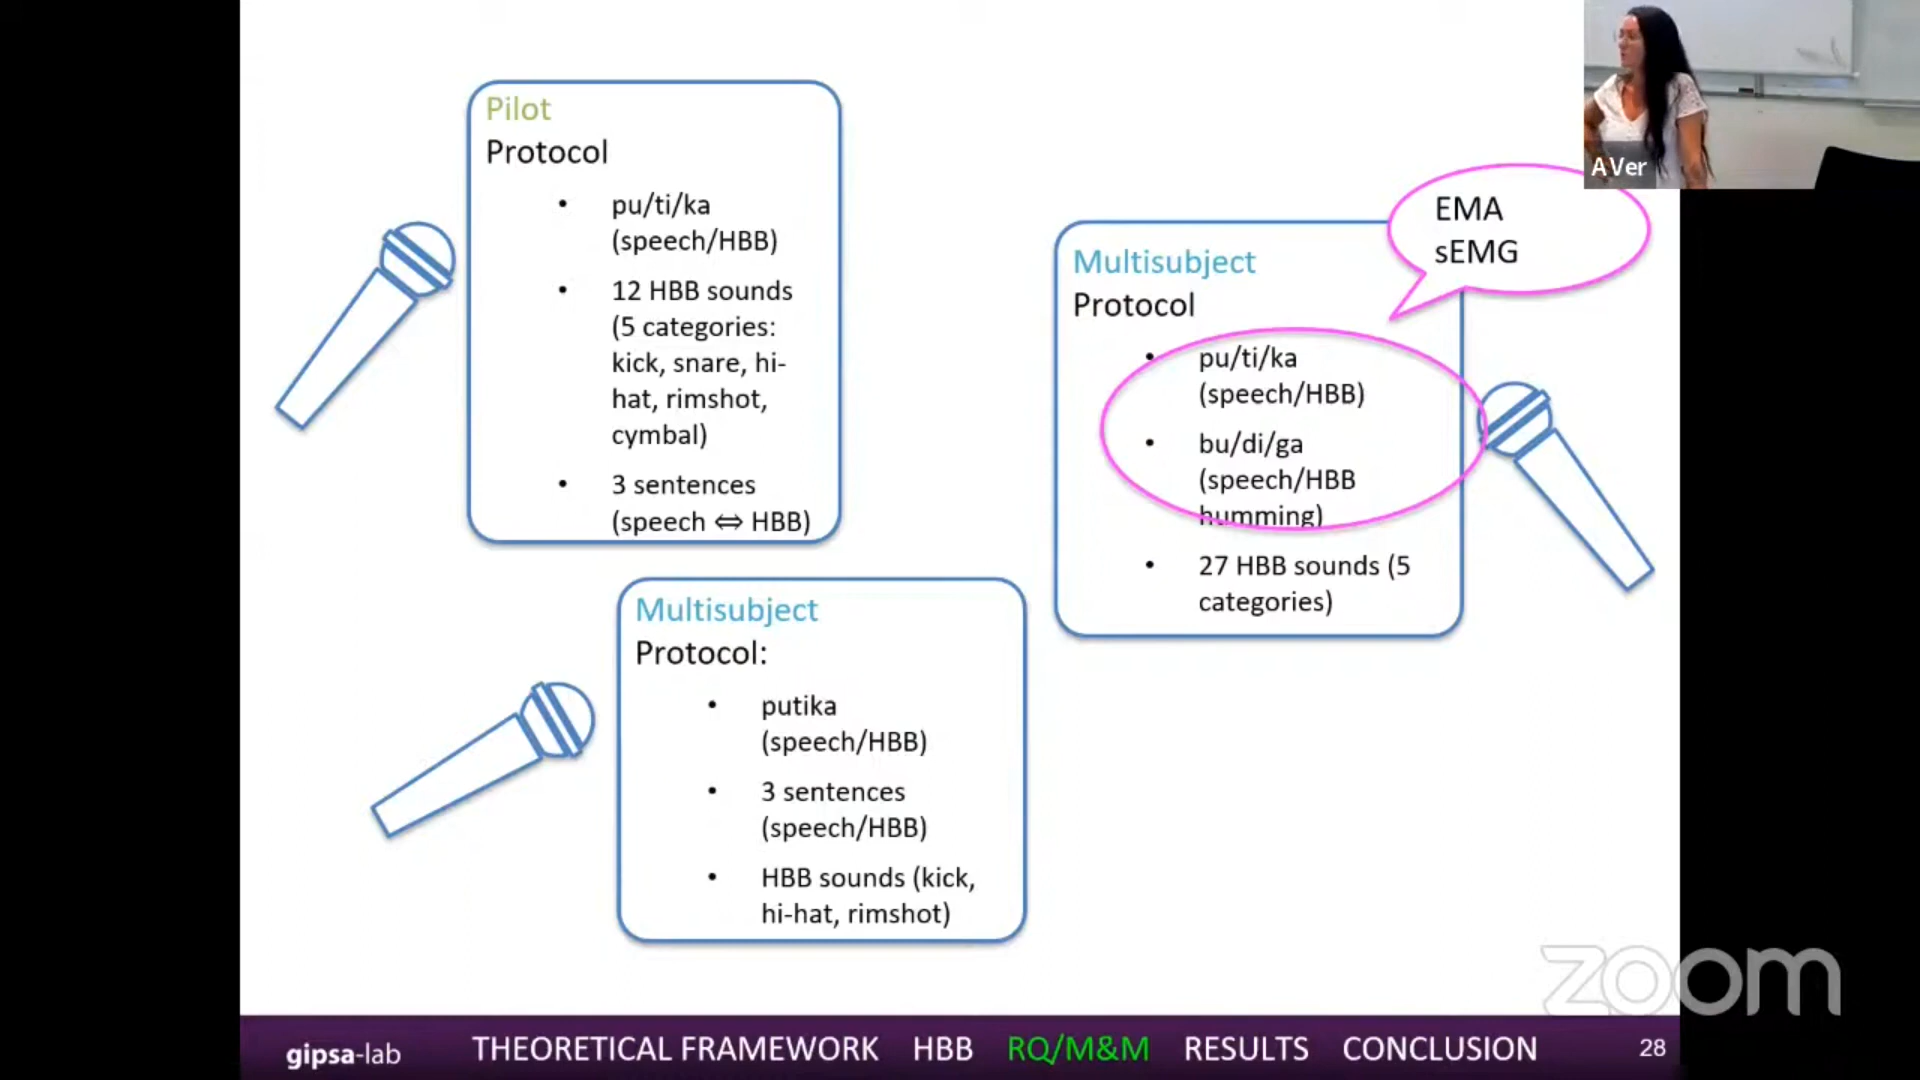 Pilot
Protocol
• pu/ti/ka
(speech/HBB)
• 12 HBB sounds
(5 categories:
kick, snare, hi-
hat, rimshot,
cymbal)
• 3 sentences
(speech ⇔ HBB)
AVer
EMA
sEMG
Multisubject
Protocol
• pu/ti/ka
(speech/HBB)
• bu/di/ga
(speech/HBB
humming)
• 27 HBB sounds (5
categories)
Multisubject
Protocol:
• putika
(speech/HBB)
• 3 sentences
(speech/HBB)
• HBB sounds (kick,
hi-hat, rimshot)
zoom
gipsa-lab THEORETICAL FRAMEWORK HBB RQ/M&M RESULTS CONCLUSION 28